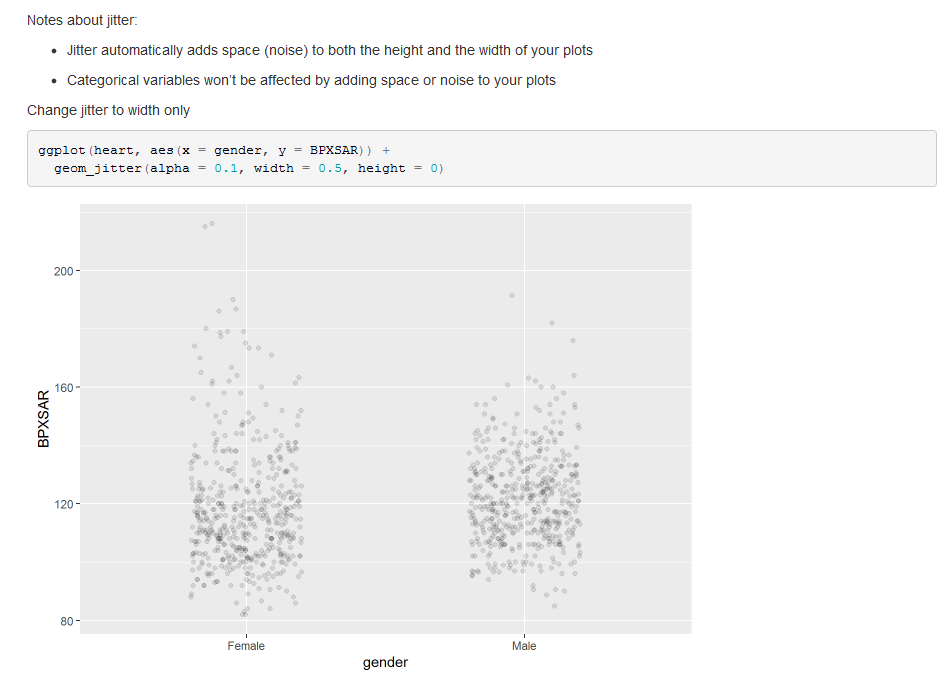 Notes about jitter:
• Jitter automatically adds space (noise) to both the height and the width of your plots
• Categorical variables won't be affected by adding space or noise to your plots
Change jitter to width only
ggplot(heart, aes(x = gender, y = BPXSAR)) +
  geom_jitter(alpha = 0.1, width = 0.5, height = 0)
200
160
BPXSAR
120
80
Female Male
gender